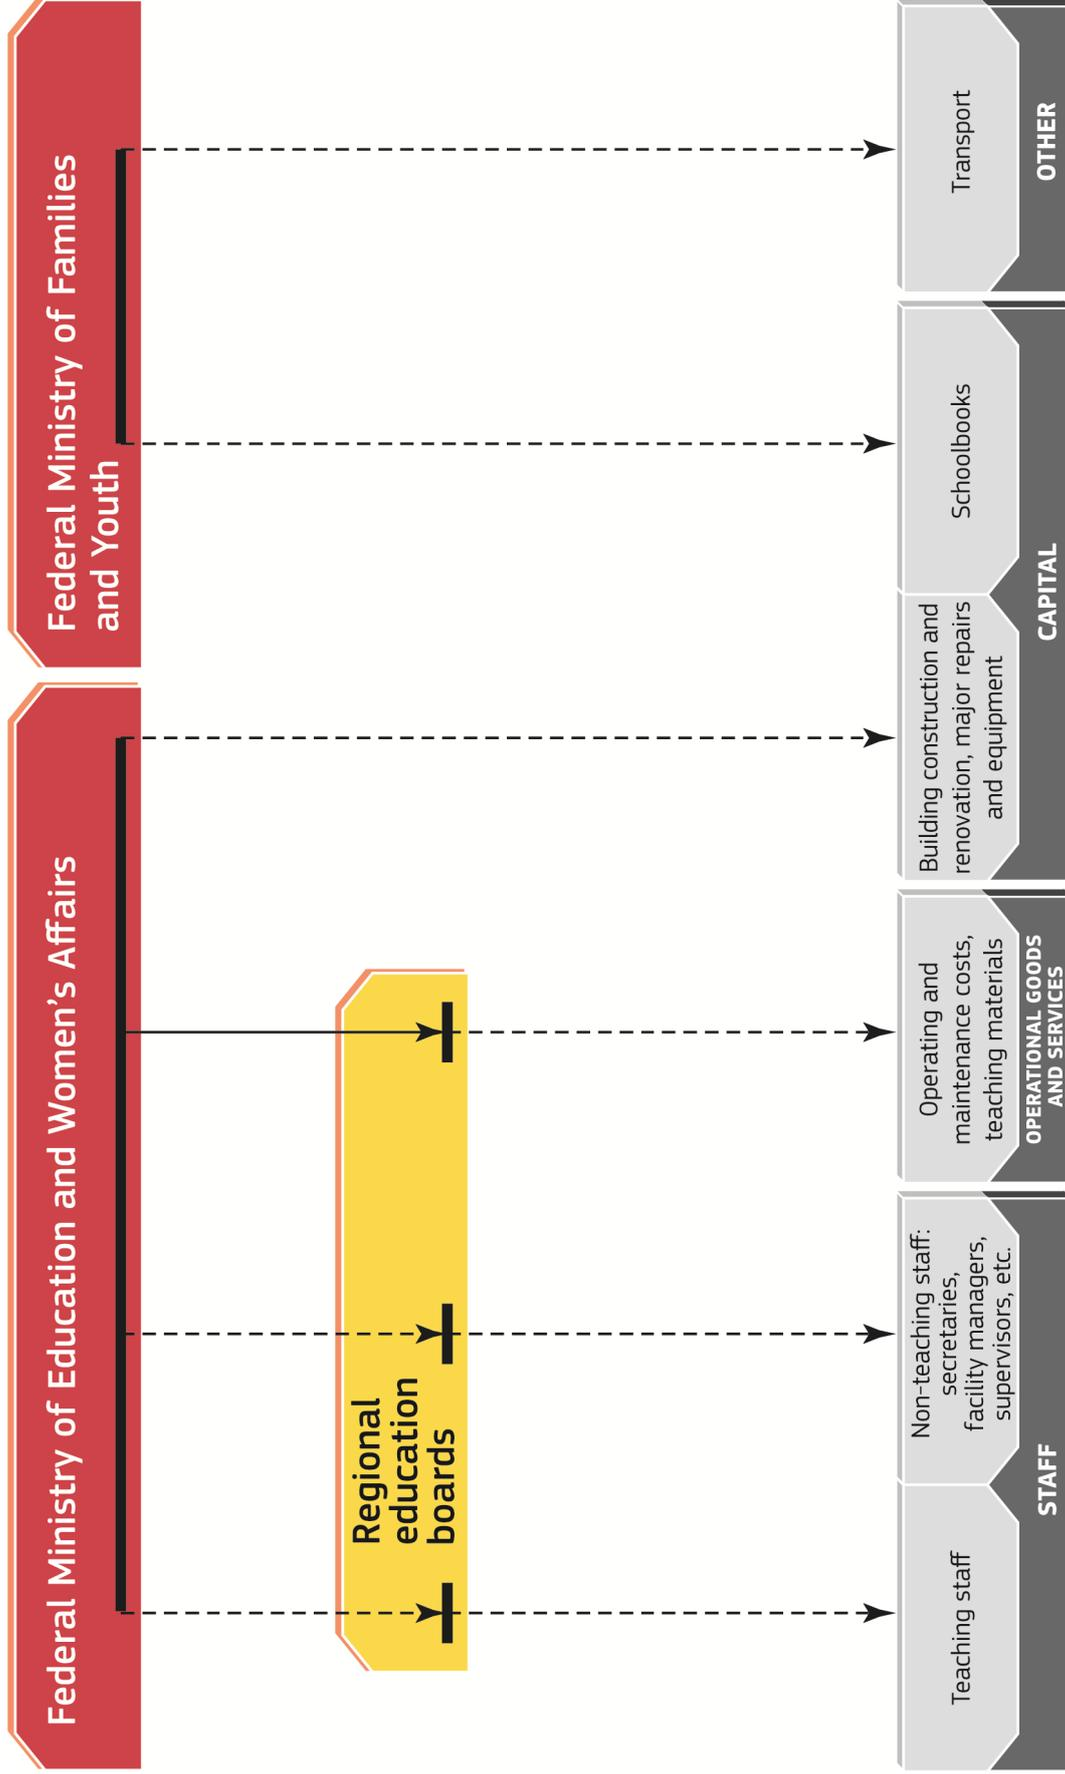 Federal Ministry of Education and Women’s Affairs
Federal Ministry of Families
and Youth
Regional
education
boards
Teaching staff
Non-teaching staff:
secretaries,
facility managers,
supervisors, etc.
Operating and
maintenance costs,
teaching materials
Building construction and
renovation, major repairs
and equipment
Schoolbooks
Transport
STAFF
OPERATIONAL GOODS
AND SERVICES
CAPITAL
OTHER